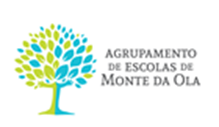 AGRUPAMENTO
DE ESCOLAS DE
MONTE DA OLA